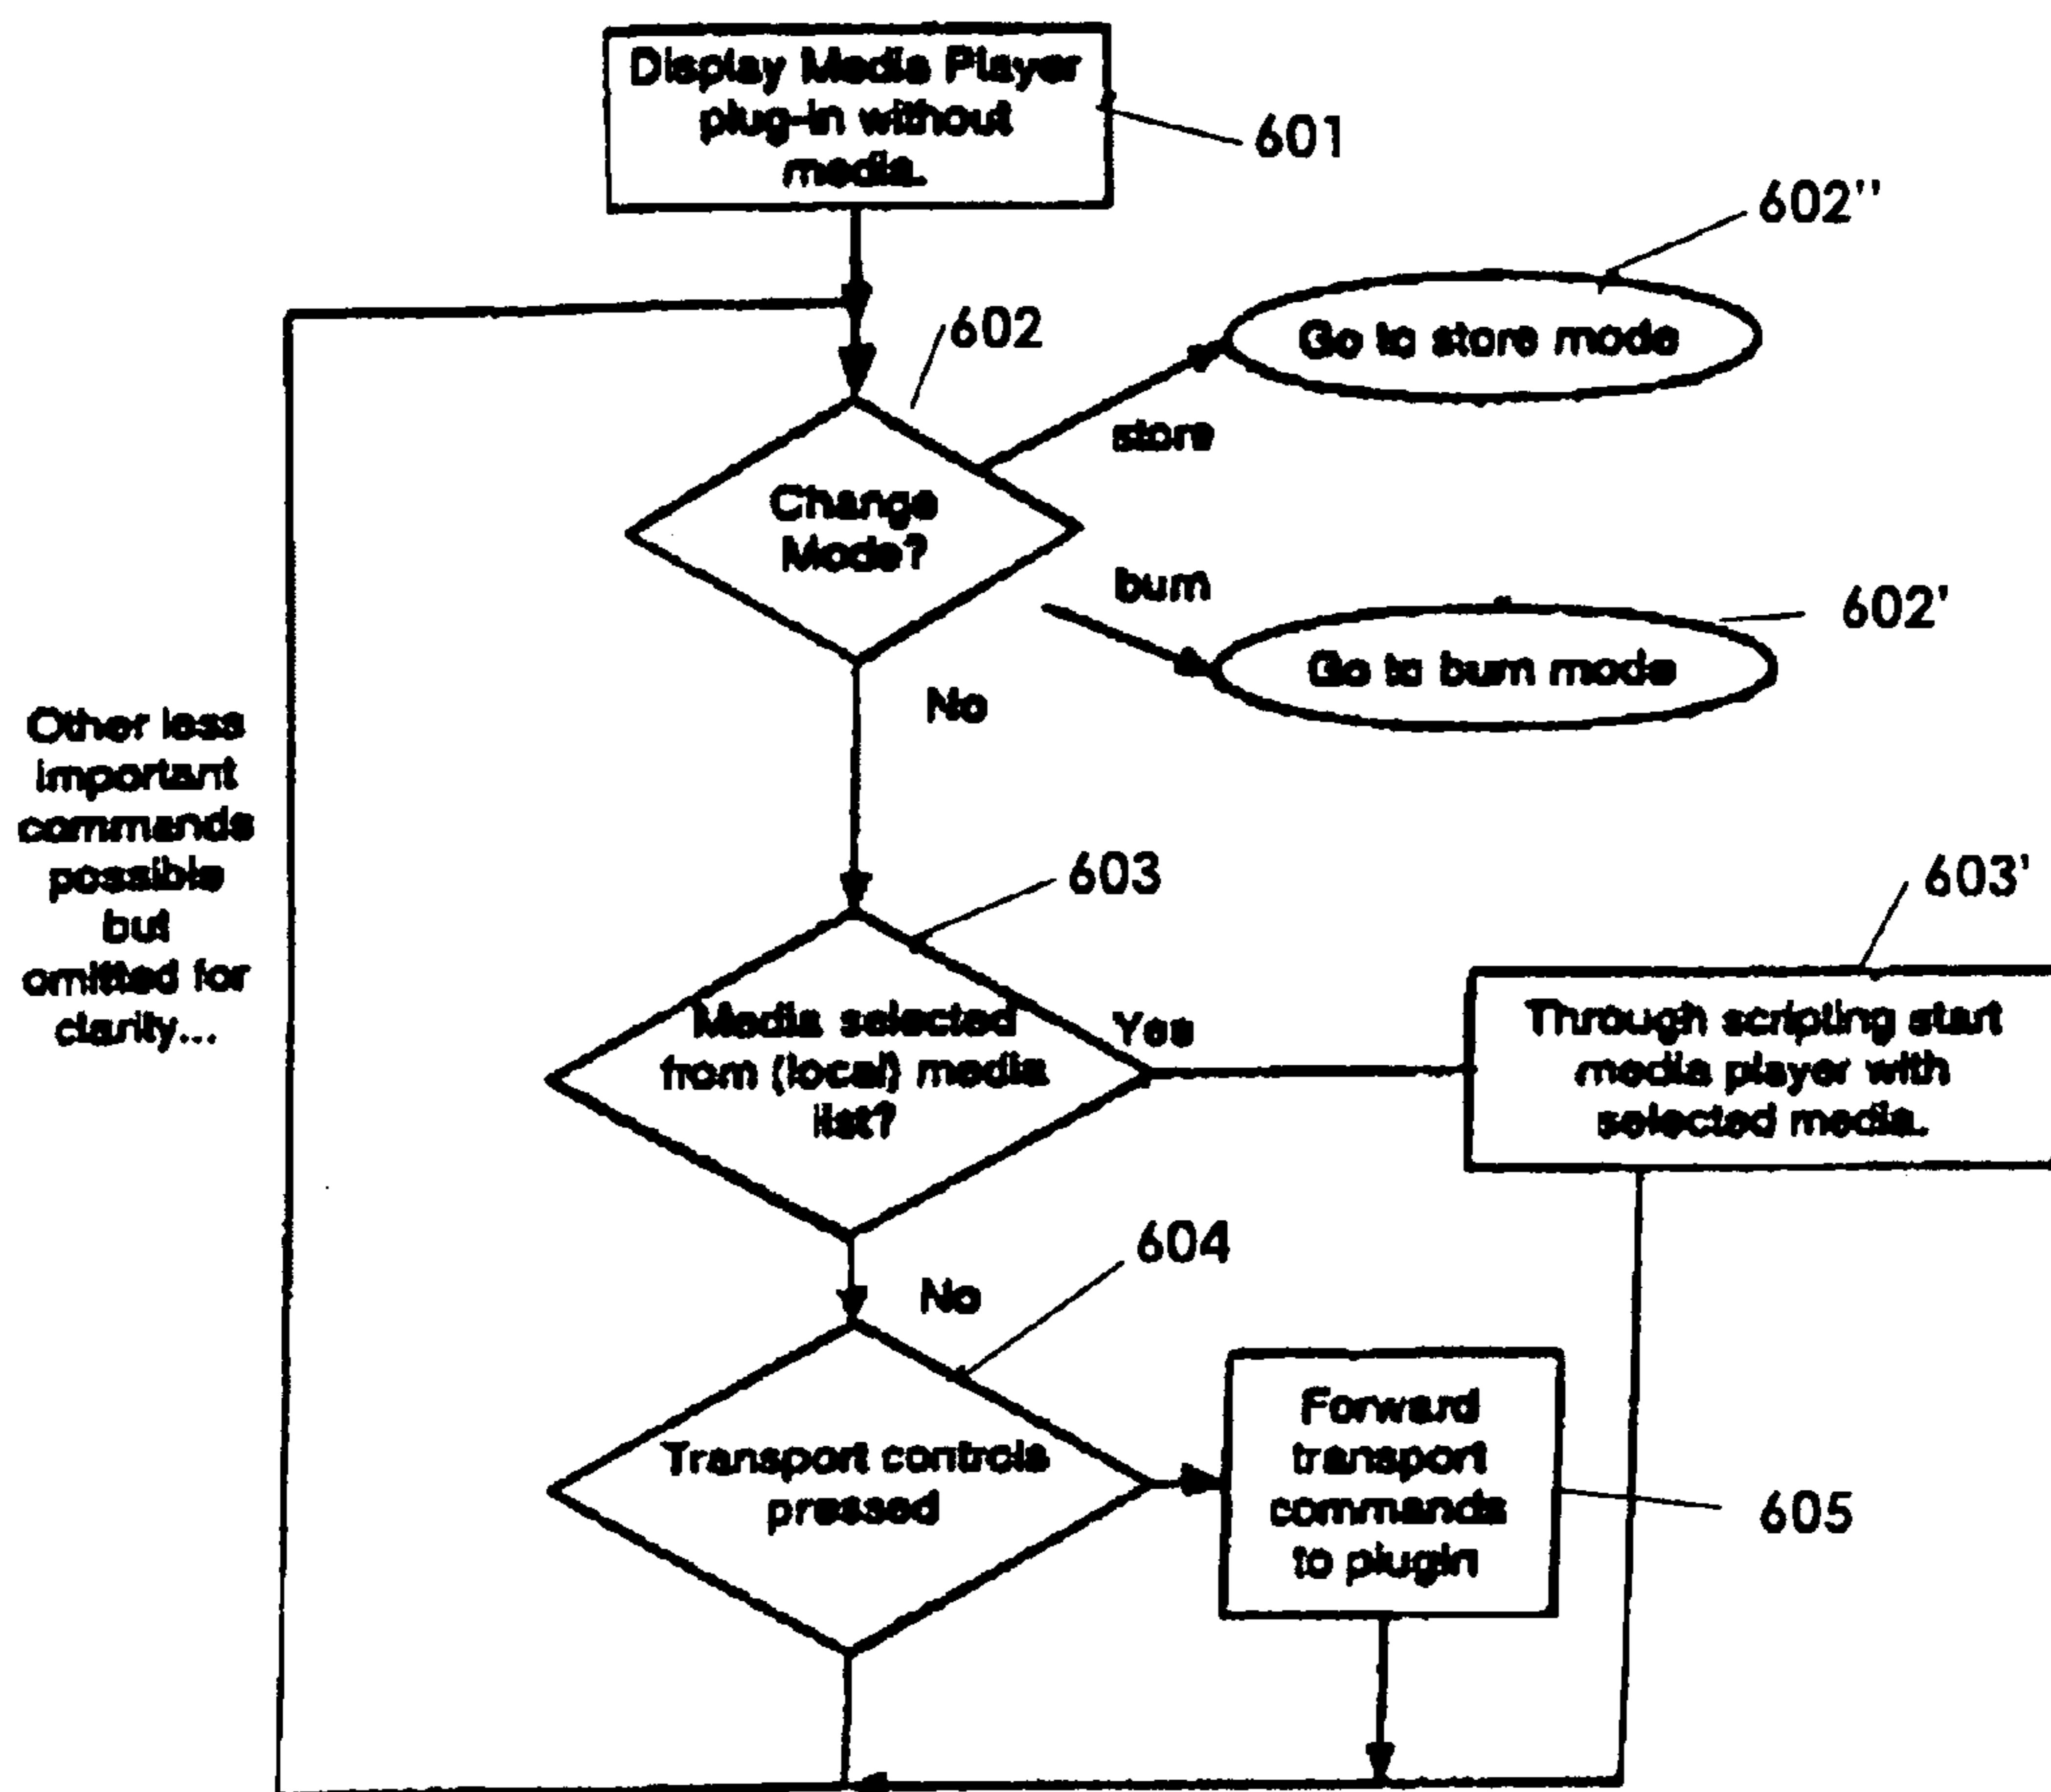 Display Media Player
plug-in without
media.
601
602''
602
Go to store mode
store
Change
Mode?
burn
602'
Go to burn mode
No
Other less
important
commands
possible
but
omitted for
clarity...
603
603'
Media selected
from (local) media
list?
Yes
Through scripting start
media player with
selected media.
604
No
Transport controls
pressed
Forward
transport
commands
to plugin
605